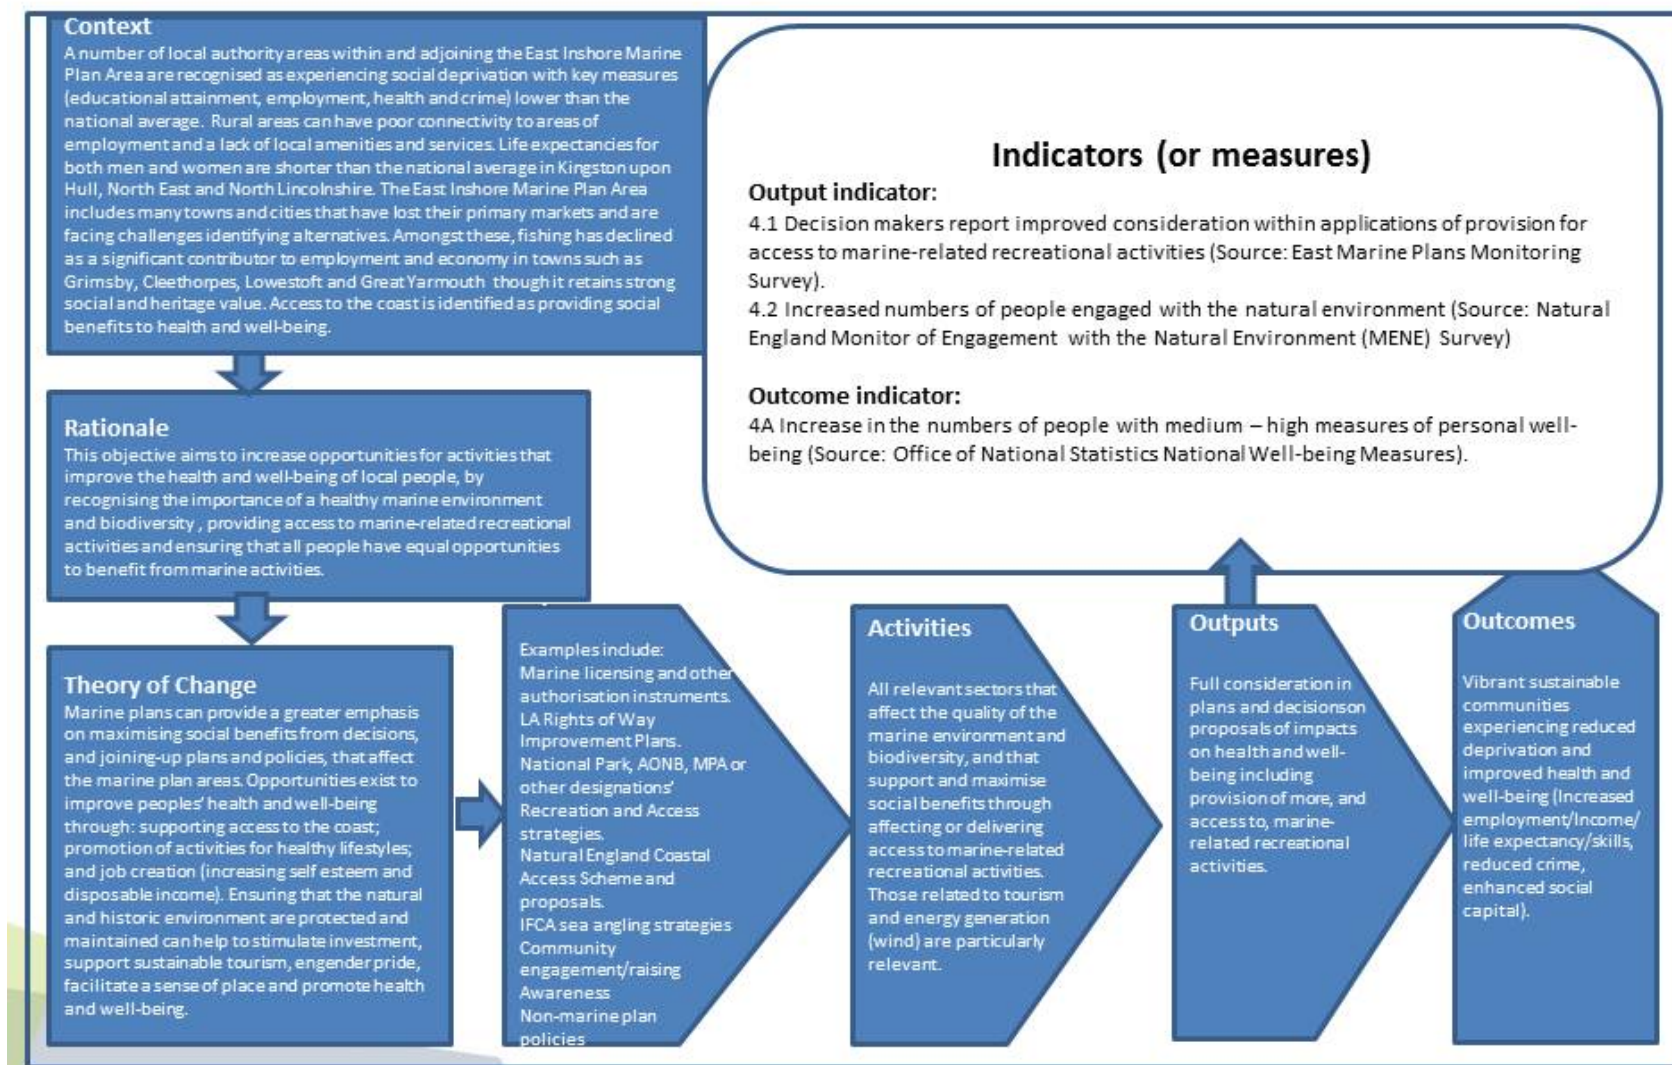 Context
A number of local authority areas within and adjoining the East Inshore Marine
Plan Area are recognised as experiencing social deprivation with key measures
(educational attainment, employment, health and crime) lower than the
national average. Rural areas can have poor connectivity to areas of
employment and a lack of local amenities and services. Life expectancies for
both men and women are shorter than the national average in Kingston upon
Hull, North East and North Lincolnshire. The East Inshore Marine Plan Area
includes many towns and cities that have lost their primary markets and are
facing challenges identifying alternatives. Amongst these, fishing has declined
as a significant contributor to employment and economy in towns such as
Grimsby, Cleethorpes, Lowestoft and Great Yarmouth though it retains strong
social and heritage value. Access to the coast is identified as providing social
benefits to health and well-being.
Indicators (or measures)
Output indicator:
4.1 Decision makers report improved consideration within applications of provision for
access to marine-related recreational activities (Source: East Marine Plans Monitoring
Survey).
4.2 Increased numbers of people engaged with the natural environment (Source: Natural
England Monitor of Engagement with the Natural Environment (MENE) Survey)
Outcome indicator:
4A Increase in the numbers of people with medium – high measures of personal well-
being (Source: Office of National Statistics National Well-being Measures).
Rationale
This objective aims to increase opportunities for activities that
improve the health and well-being of local people, by
recognising the importance of a healthy marine environment
and biodiversity , providing access to marine-related recreational
activities and ensuring that all people have equal opportunities
to benefit from marine activities.
Theory of Change
Marine plans can provide a greater emphasis
on maximising social benefits from decisions,
and joining-up plans and policies, that affect
the marine plan areas. Opportunities exist to
improve peoples' health and well-being
through: supporting access to the coast;
promotion of activities for healthy lifestyles;
and job creation (increasing self esteem and
disposable income). Ensuring that the natural
and historic environment are protected and
maintained can help to stimulate investment,
support sustainable tourism, engender pride,
facilitate a sense of place and promote health
and well-being.
Examples include:
Marine licensing and other
authorisation instruments.
LA Rights of Way
Improvement Plans.
National Park, AONB, MPA or
other designations'
Recreation and Access
strategies.
Natural England Coastal
Access Scheme and
proposals.
IFCA sea angling strategies
Community
engagement/raising
Awareness
Non-marine plan
policies
Activities
All relevant sectors that
affect the quality of the
marine environment and
biodiversity, and that
support and maximise
social benefits through
affecting or delivering
access to marine-related
recreational activities.
Those related to tourism
and energy generation
(wind) are particularly
relevant.
Outputs
Full consideration in
plans and decisions on
proposals of impacts
on health and well-
being including
provision of more, and
access to, marine-
related recreational
activities.
Outcomes
Vibrant sustainable
communities
experiencing reduced
deprivation and
improved health and
well-being (Increased
employment/Income/
life expectancy/skills,
reduced crime,
enhanced social
capital).